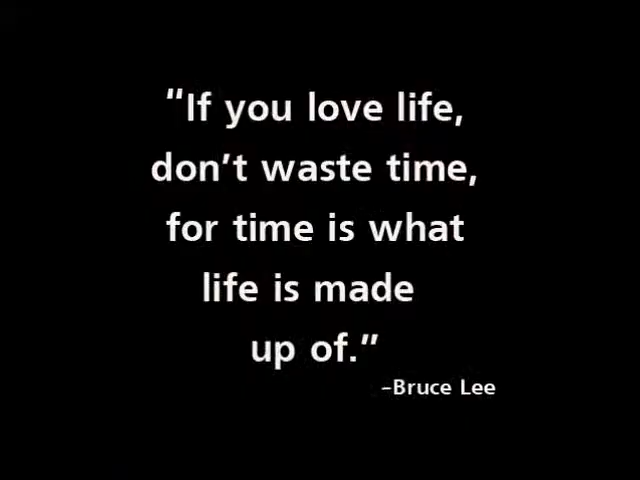 “If you love life,
don’t waste time,
for time is what
life is made
up of.”
–Bruce Lee